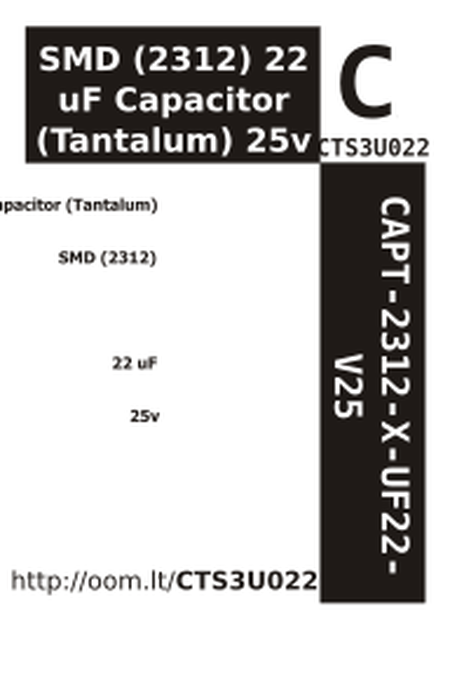 SMD (2312) 22
uF Capacitor
(Tantalum) 25v
C
CTS3U022
(Tantalum)
SMD (2312)
22 uF
25v
CAPT-2312-X-UF22-
V25
http://oom.lt/CTS3U022